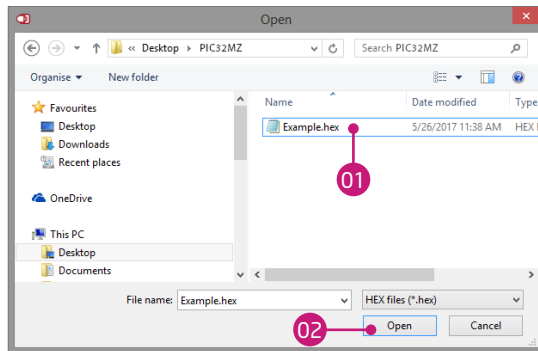 Open
« Desktop PIC32MZ
Search PIC32MZ
Organise New folder
Name Date modified Type
Favourites
Desktop
Downloads
Recent places
OneDrive
This PC
Desktop
Documents
Example.hex 5/26/2017 11:38 AM HEX
01
File name: Example.hex HEX files (*.hex)
02 Open Cancel